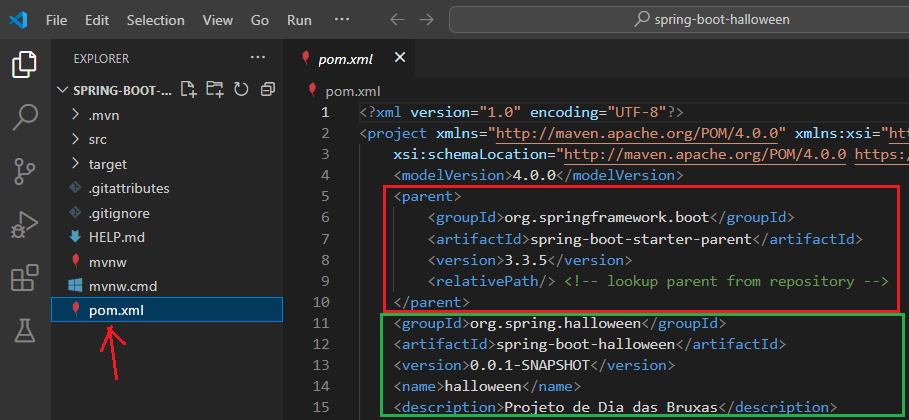 File Edit Selection View Go Run ··· spring-boot-halloween
EXPLORER ···
SPRING-BOOT-...
.mvn
src
target
.gitattributes
.gitignore
HELP.md
mvnw
mvnw.cmd
pom.xml
pom.xml
pom.xml
1 <?xml version="1.0" encoding="UTF-8"?>
2 <project xmlns="http://maven.apache.org/POM/4.0.0" xmlns:xsi="ht
3 xsi:schemaLocation="http://maven.apache.org/POM/4.0.0 https:/
4 <modelVersion>4.0.0</modelVersion>
5 <parent>
6 <groupId>org.springframework.boot</groupId>
7 <artifactId>spring-boot-starter-parent</artifactId>
8 <version>3.3.5</version>
9 <relativePath/> <!-- lookup parent from repository -->
10 </parent>
11 <groupId>org.spring.halloween</groupId>
12 <artifactId>spring-boot-halloween</artifactId>
13 <version>0.0.1-SNAPSHOT</version>
14 <name>halloween</name>
15 <description>Projeto de Dia das Bruxas</description>